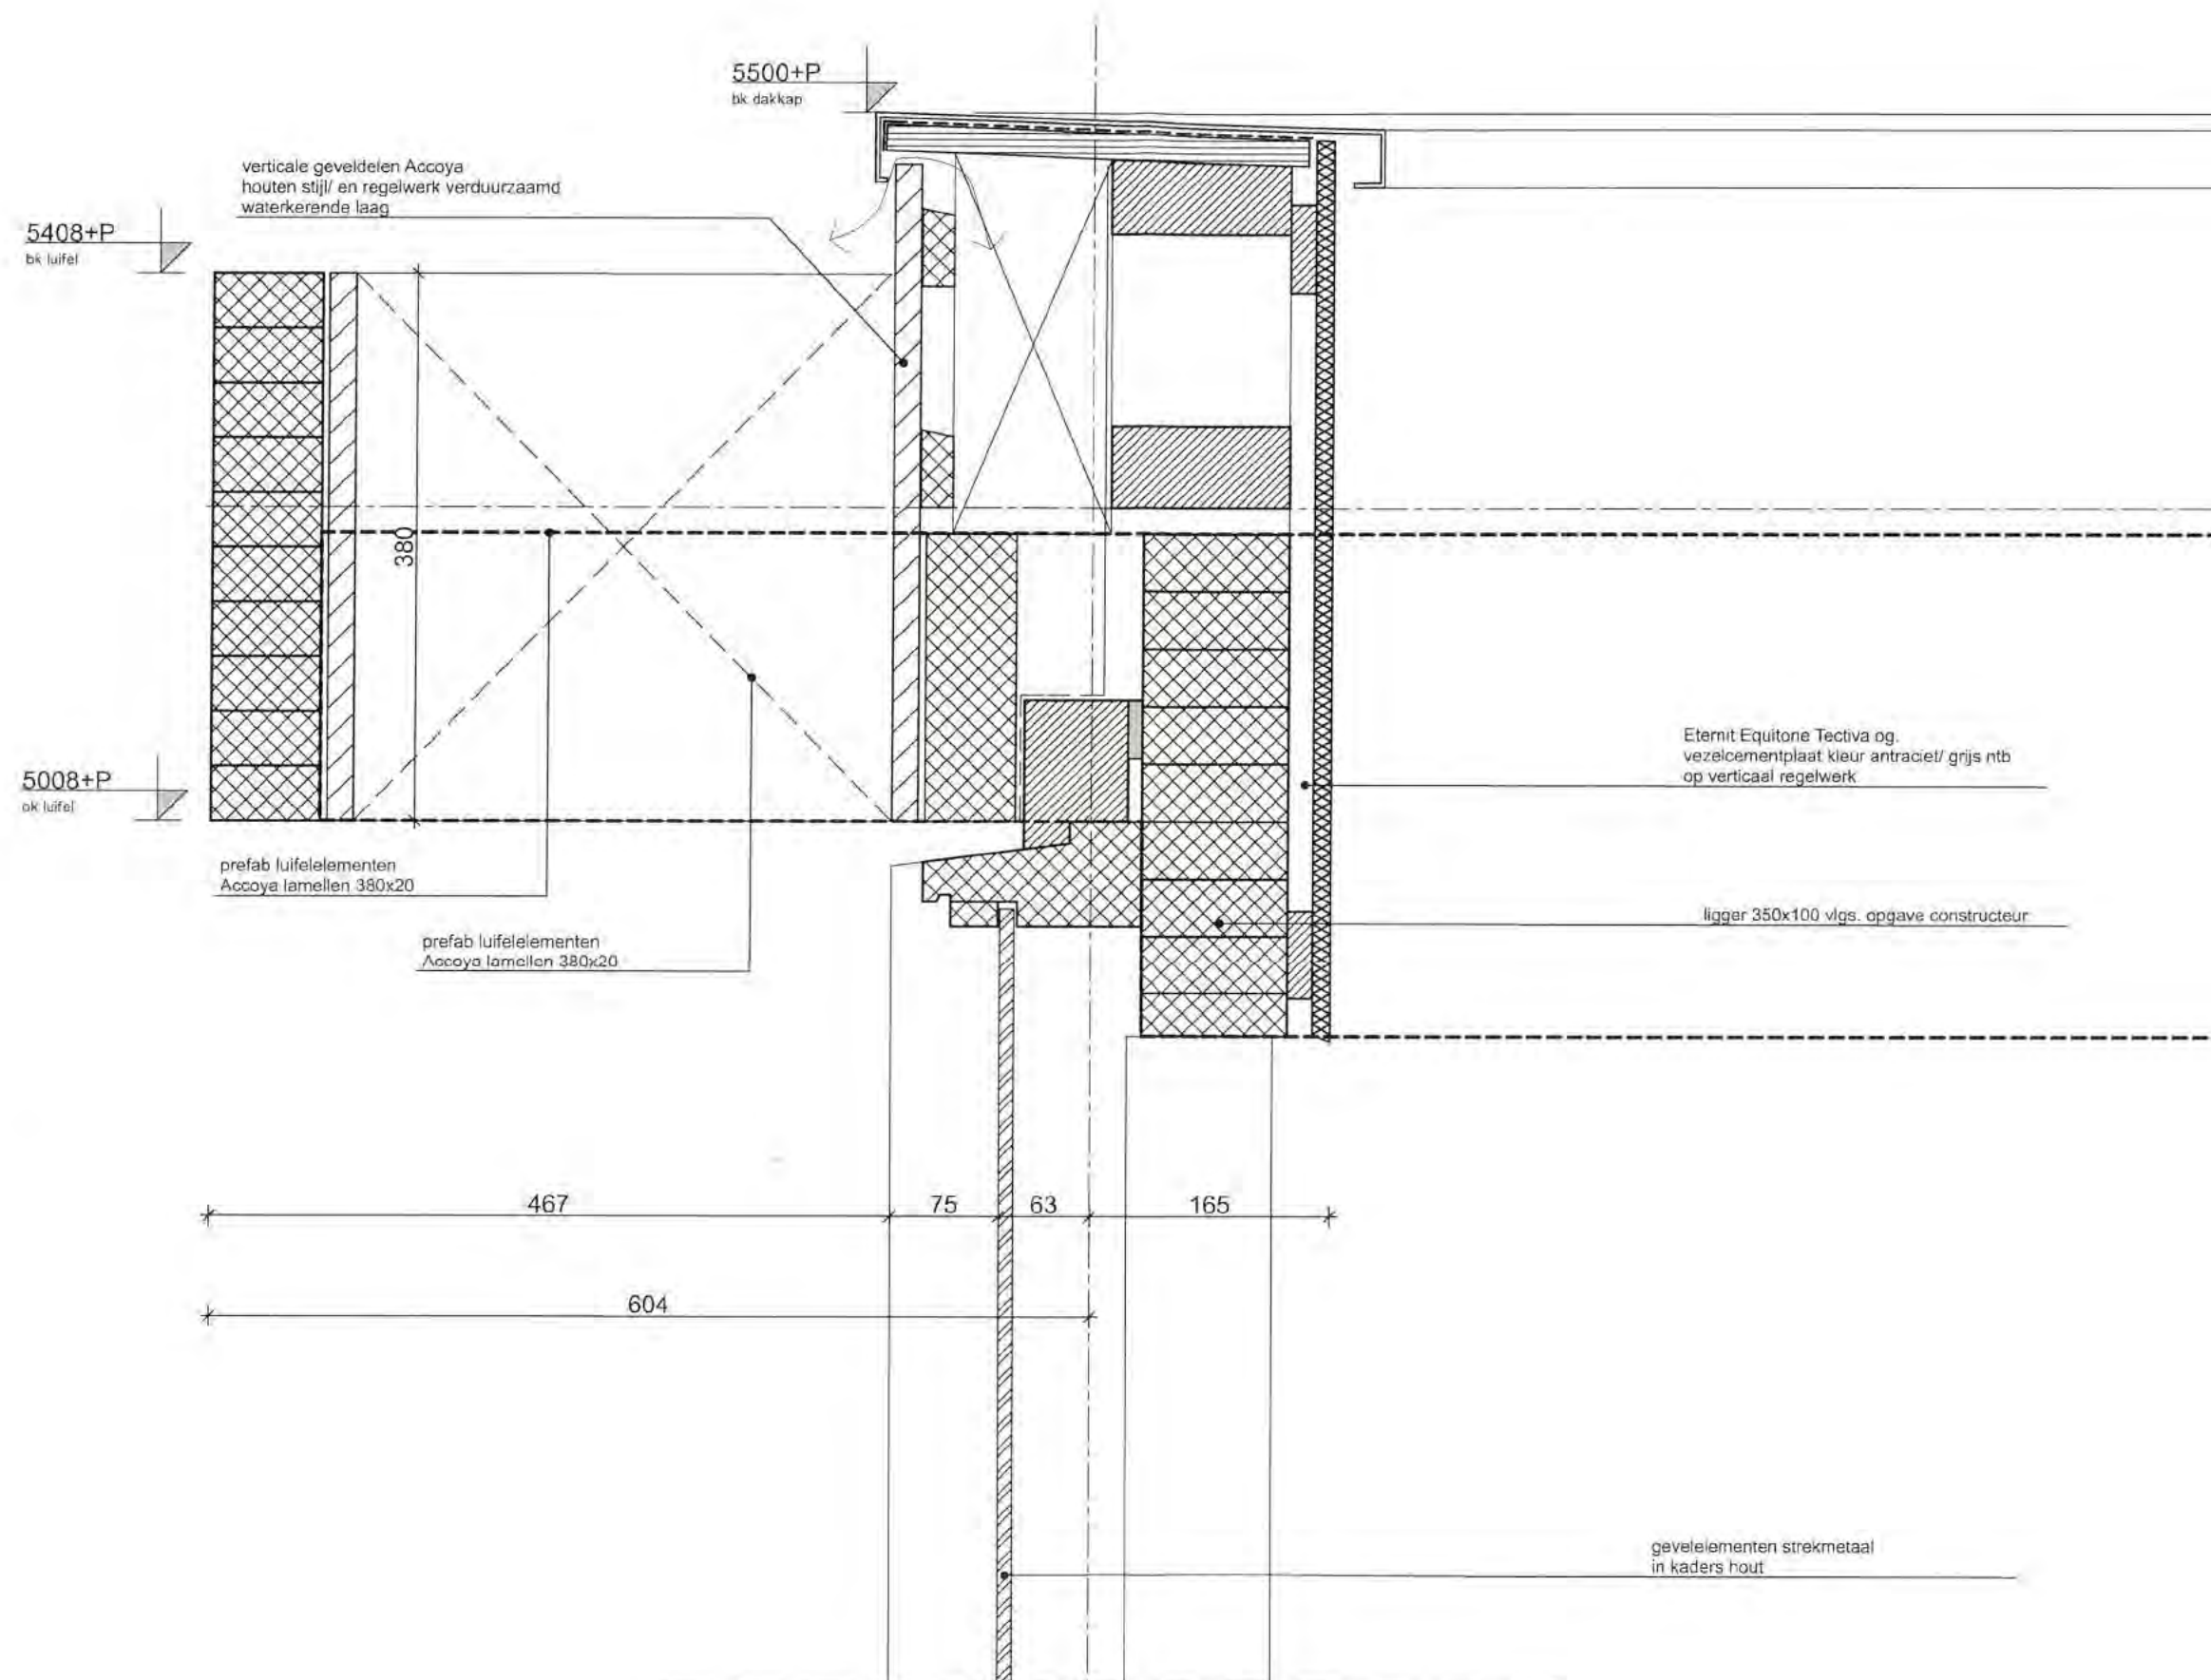 5500+P
bk dakkap
verticale geveldelen Accoya
houten stijl/ en regelwerk verduurzaamd
waterkerende laag
5408+P
bk luifel
380
5008+P
ok luifel
Eternit Equitone Tectiva og.
vezelcementplaat kleur antraciet/ grijs ntb
op verticaal regelwerk
prefab luifelelementen
Accoya lamellen 380x20
ligger 350x100 vlgs. opgave constructeur
prefab luifelelementen
Accoya lamellen 380x20
467
75
63
165
604
gevelelementen strekmetaal
in kaders hout